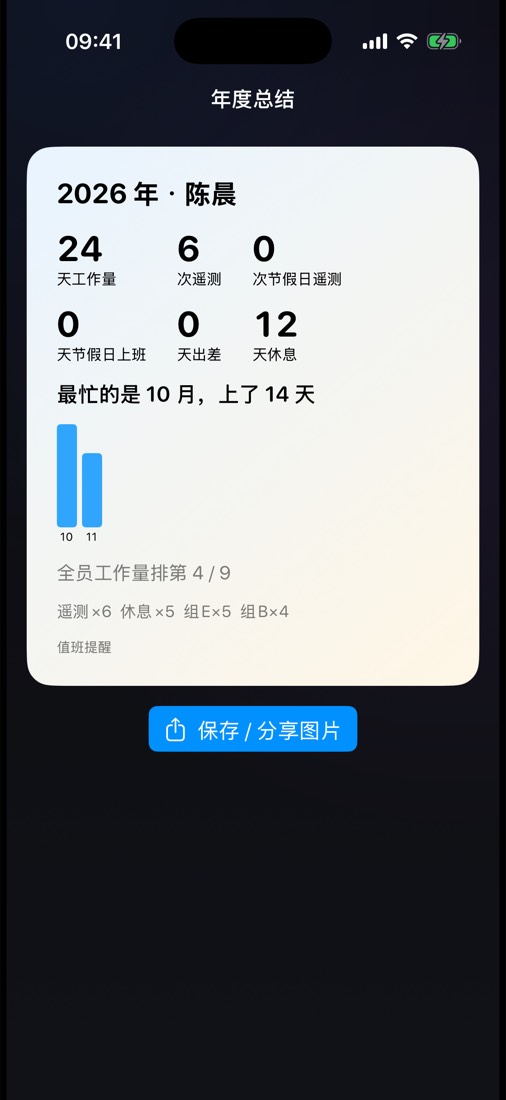 09:41
年度总结
2026 年 · 陈晨
24 6 0
天工作量 次遥测 次节假日遥测
0 0 12
天节假日上班 天出差 天休息
最忙的是 10 月，上了 14 天
10 11
全员工作量排第 4 / 9
遥测×6 休息×5 组E×5 组B×4
值班提醒
保存 / 分享图片